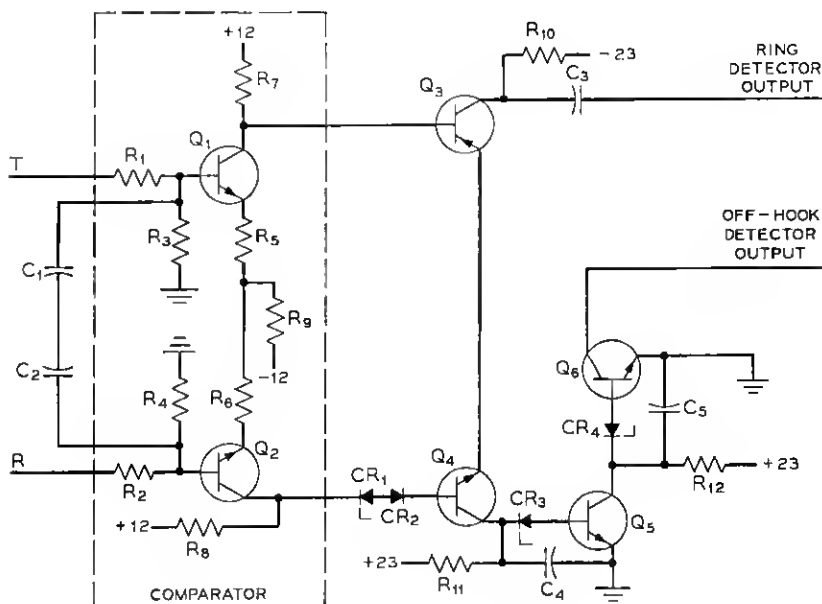 +12
R10
-23
C3
RING
DETECTOR
OUTPUT
R7
Q3
Q1
T
R1
R3
R5
OFF-HOOK
DETECTOR
OUTPUT
C1
R9
C2
-12
Q6
C5
R4
R6
CR4
Q2
Q4
R
R2
CR1
CR3
+23
R12
+12
CR2
Q5
R8
+23
R11
C4
COMPARATOR